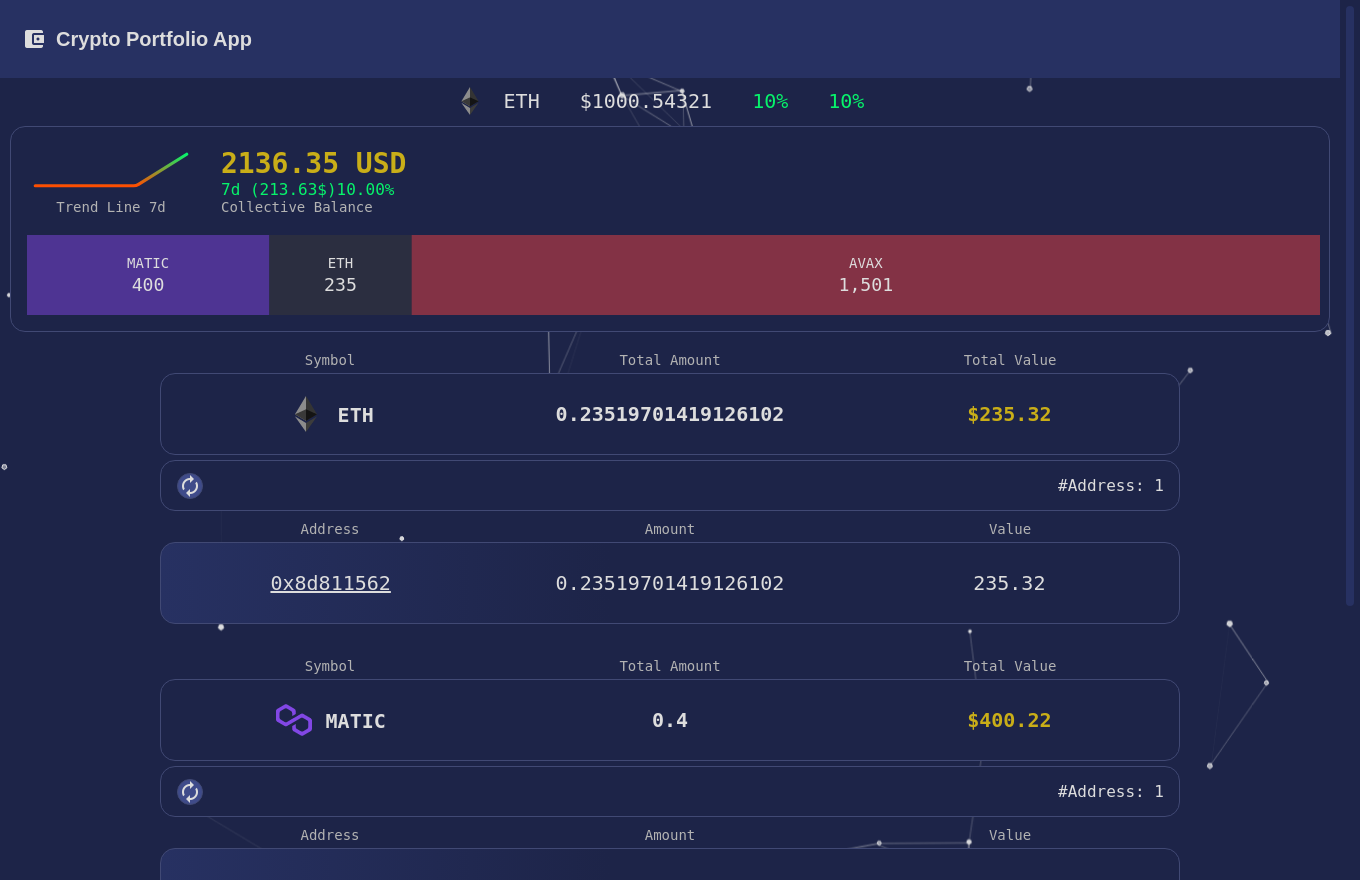 Crypto Portfolio App
ETH $1000.54321 10% 10%
2136.35 USD
7d (213.63$)10.00%
Trend Line 7d Collective Balance
MATIC ETH AVAX
400 235 1,501
Symbol Total Amount Total Value
ETH 0.23519701419126102 $235.32
#Address: 1
Address Amount Value
0x8d811562 0.23519701419126102 235.32
Symbol Total Amount Total Value
MATIC 0.4 $400.22
#Address: 1
Address Amount Value